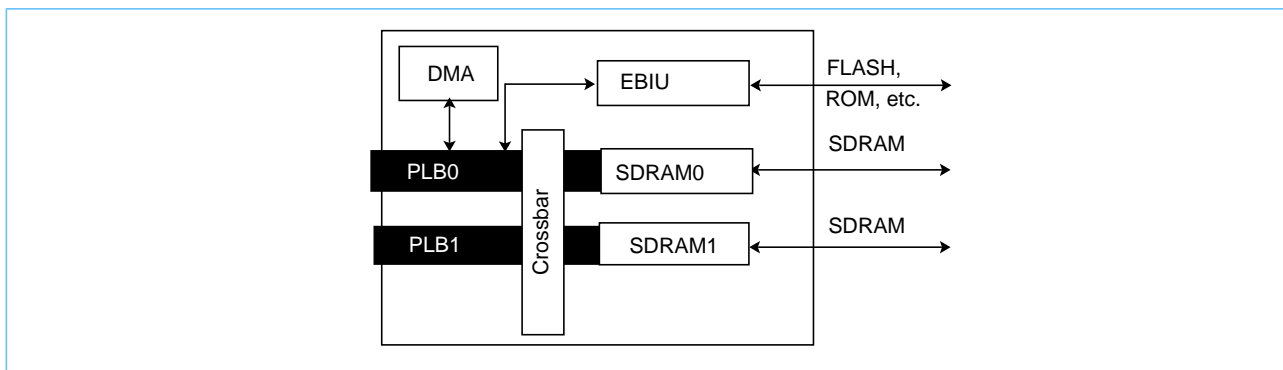 DMA
EBIU
FLASH,
ROM, etc.
PLB0
SDRAM0
SDRAM
PLB1
Crossbar
SDRAM1
SDRAM